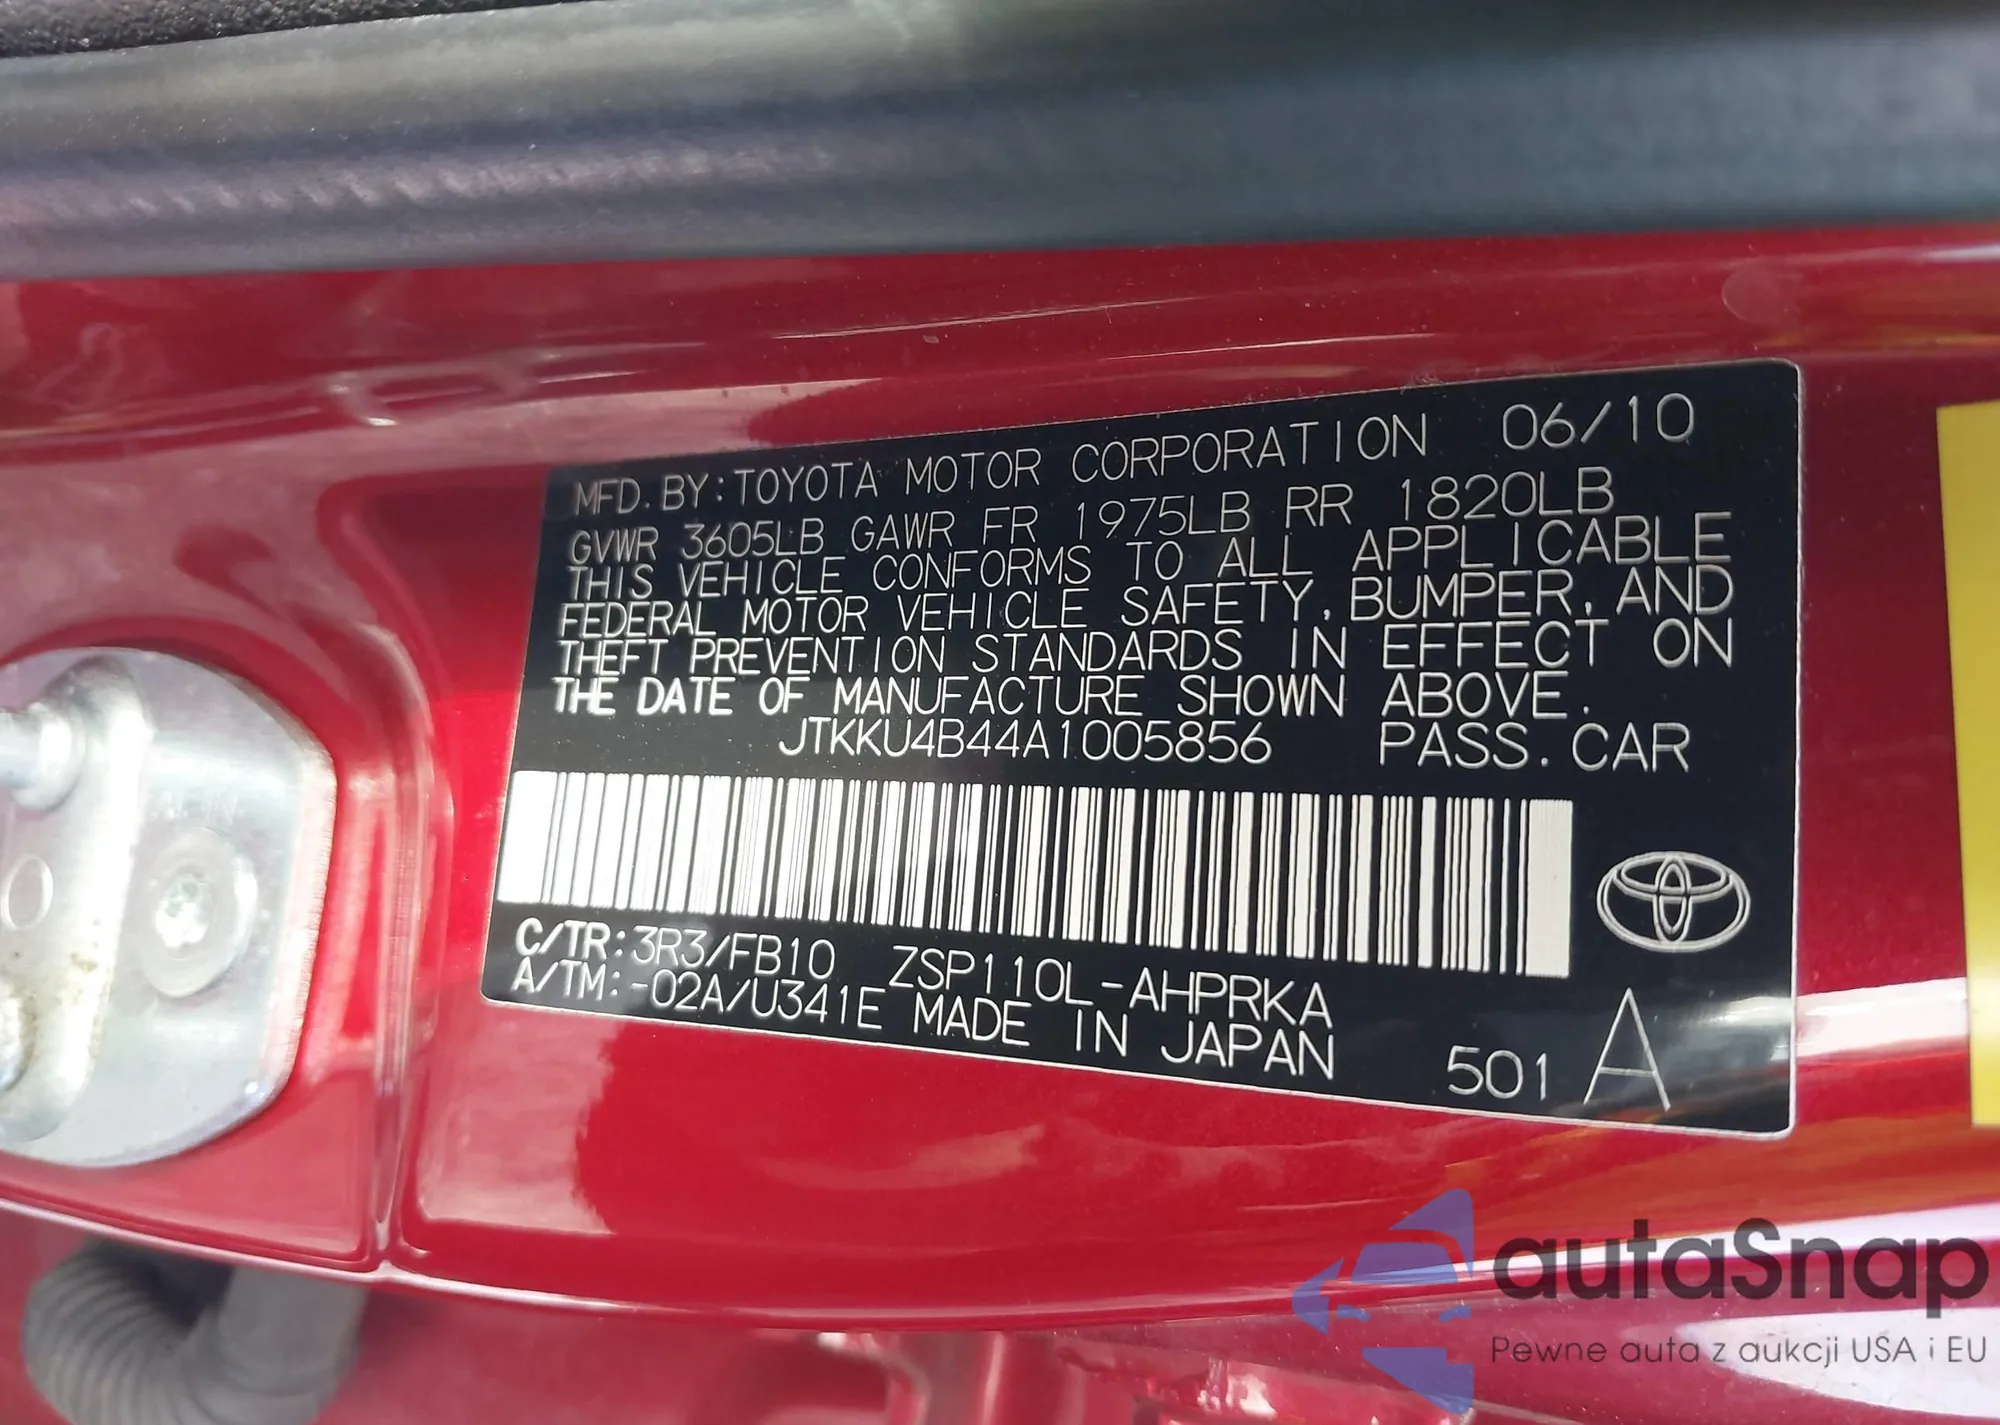 MFD. BY: TOYOTA MOTOR CORPORATION 06/10
GVWR 3605LB GAWR FR 1975LB RR 1820LB
THIS VEHICLE CONFORMS TO ALL APPLICABLE
FEDERAL MOTOR VEHICLE SAFETY, BUMPER, AND
THEFT PREVENTION STANDARDS IN EFFECT ON
THE DATE OF MANUFACTURE SHOWN ABOVE.
JTKKU4B44A1005856 PASS. CAR
C/TR: 3R3/FB10 ZSP110L-AHPRKA
A/TM: -02A/U341E MADE IN JAPAN
501 A
autaSnap
Pewne auta z aukcji USA i EU